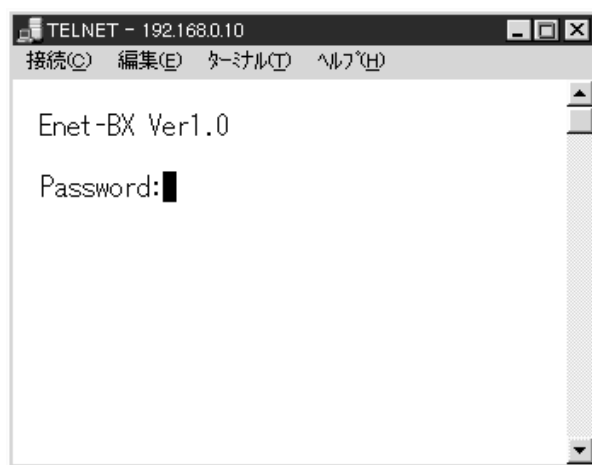 TELNET - 192.168.0.10
接続(C) 編集(E) ﾀｰﾐﾅﾙ(T) ﾍﾙﾌﾟ(H)
Enet-BX Ver1.0
Password: